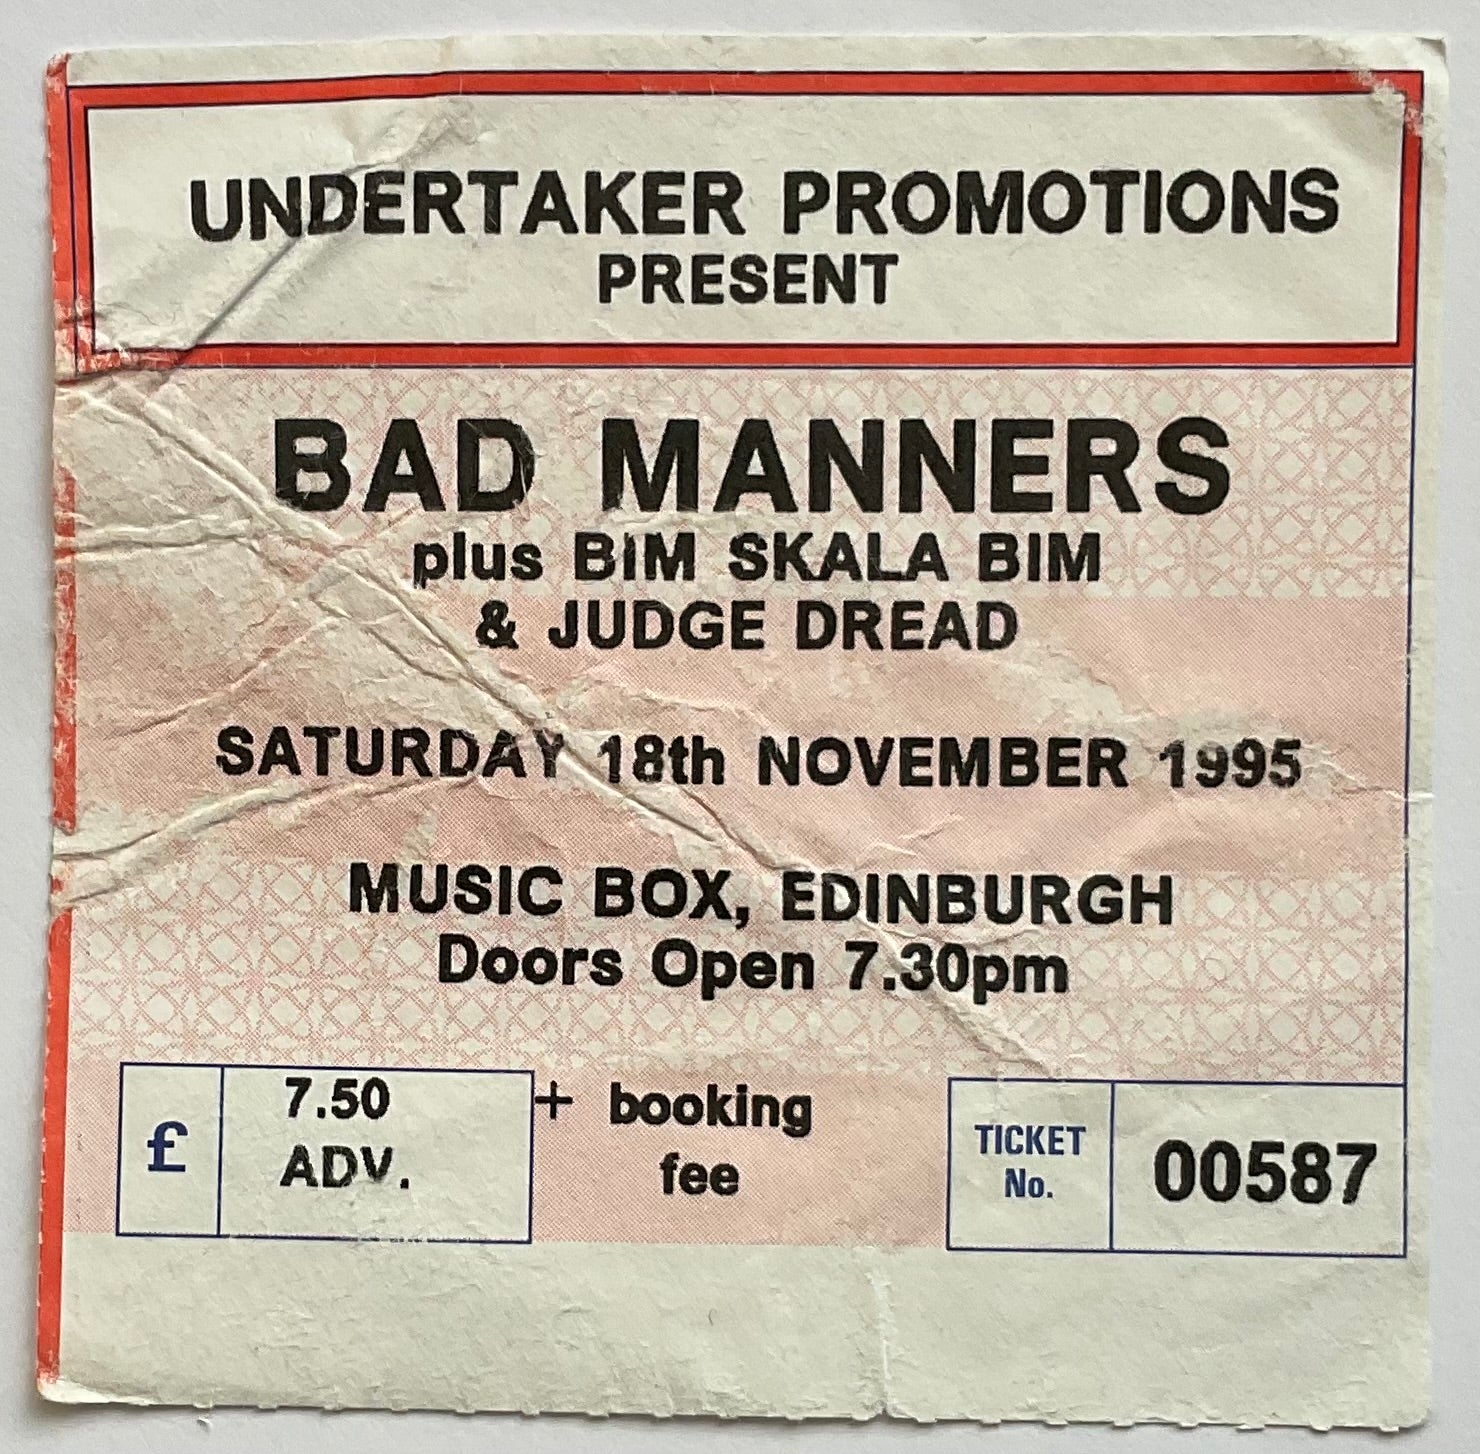 UNDERTAKER PROMOTIONS
PRESENT
BAD MANNERS
plus BIM SKALA BIM
& JUDGE DREAD
SATURDAY 18th NOVEMBER 1995
MUSIC BOX, EDINBURGH
Doors Open 7.30pm
£ 7.50 + booking
ADV. fee
TICKET No. 00587